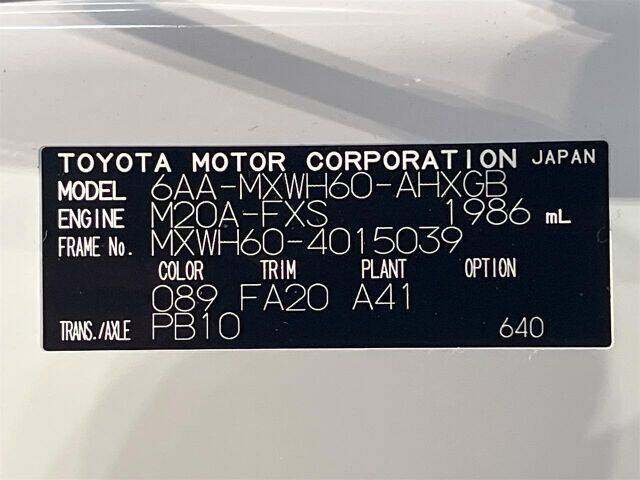 TOYOTA MOTOR CORPORATION JAPAN
MODEL 6AA-MXWH60-AHXGB
ENGINE M20A-FXS 1986 mL
FRAME No. MXWH60-4015039
COLOR TRIM PLANT OPTION
089 FA20 A41
TRANS./AXLE PB10 640